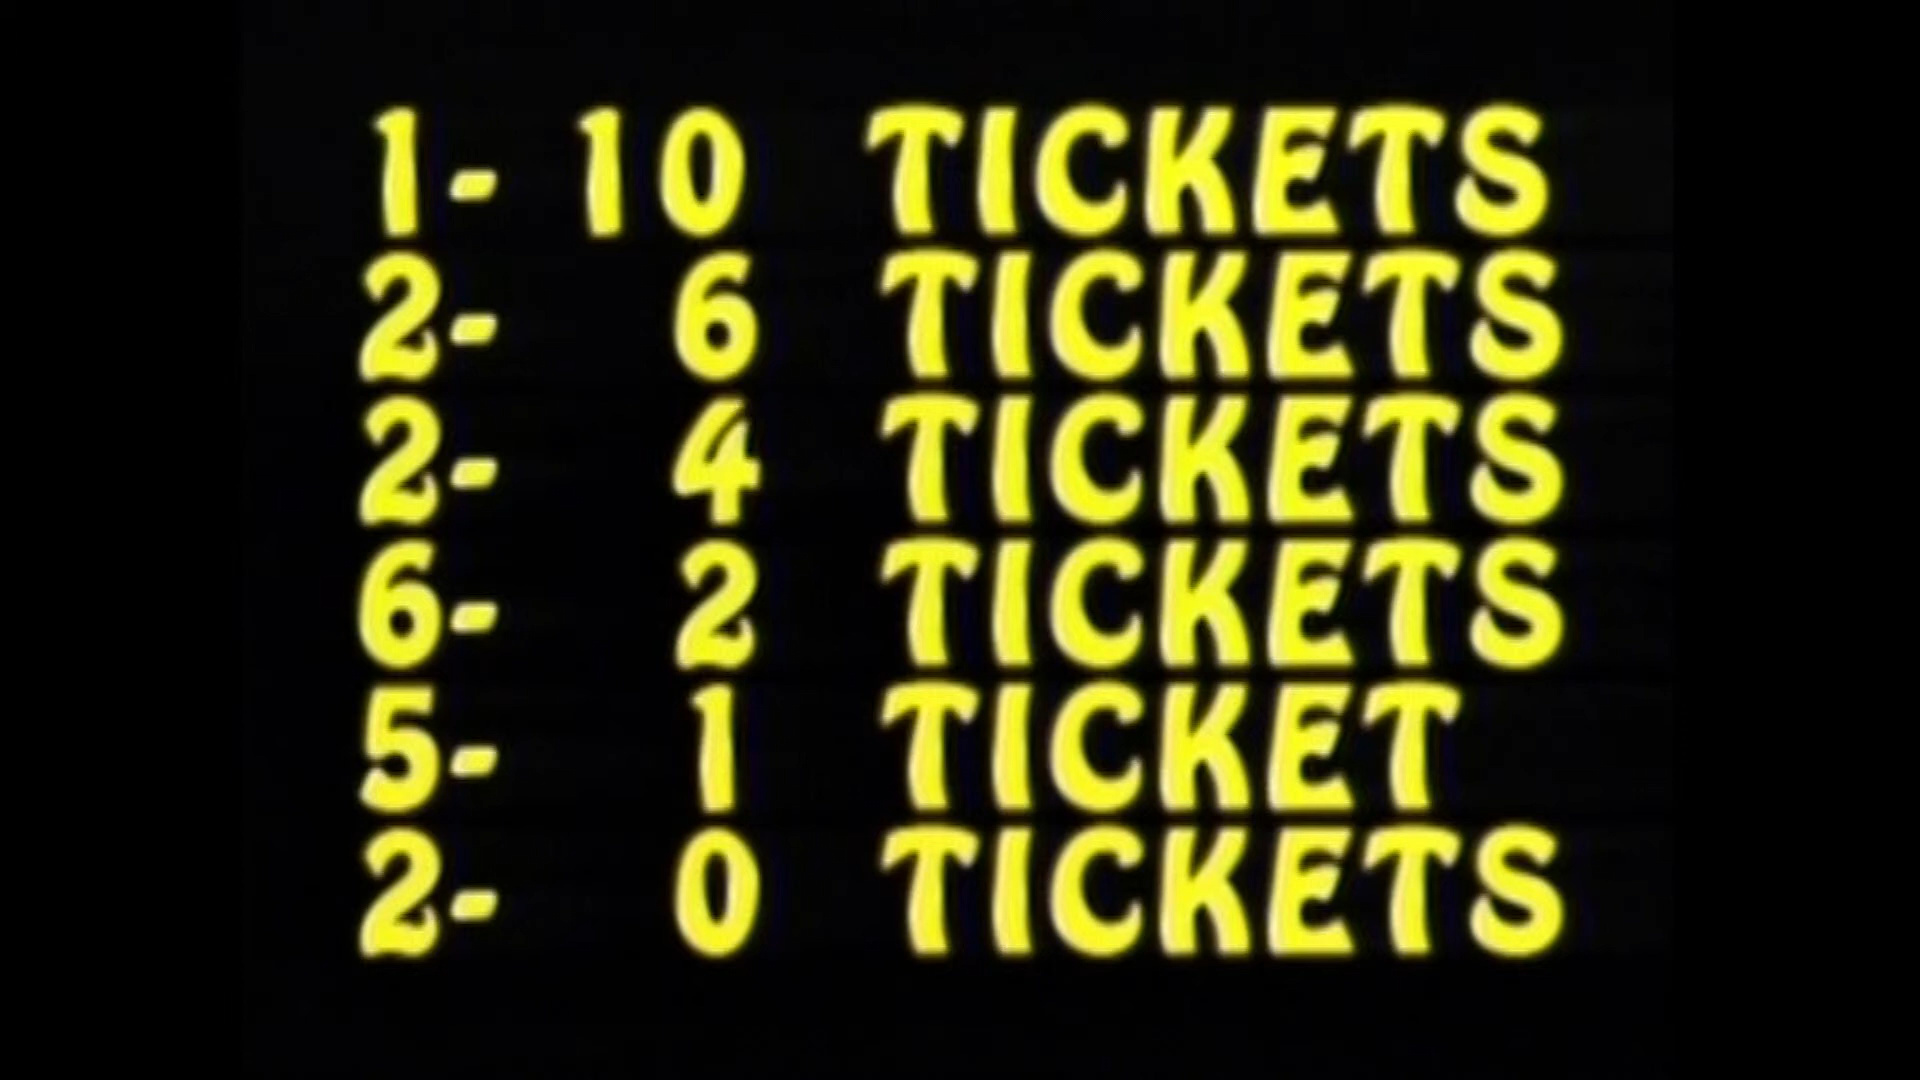 1- 10 TICKETS
2- 6 TICKETS
2- 4 TICKETS
6- 2 TICKETS
5- 1 TICKET
2- 0 TICKETS